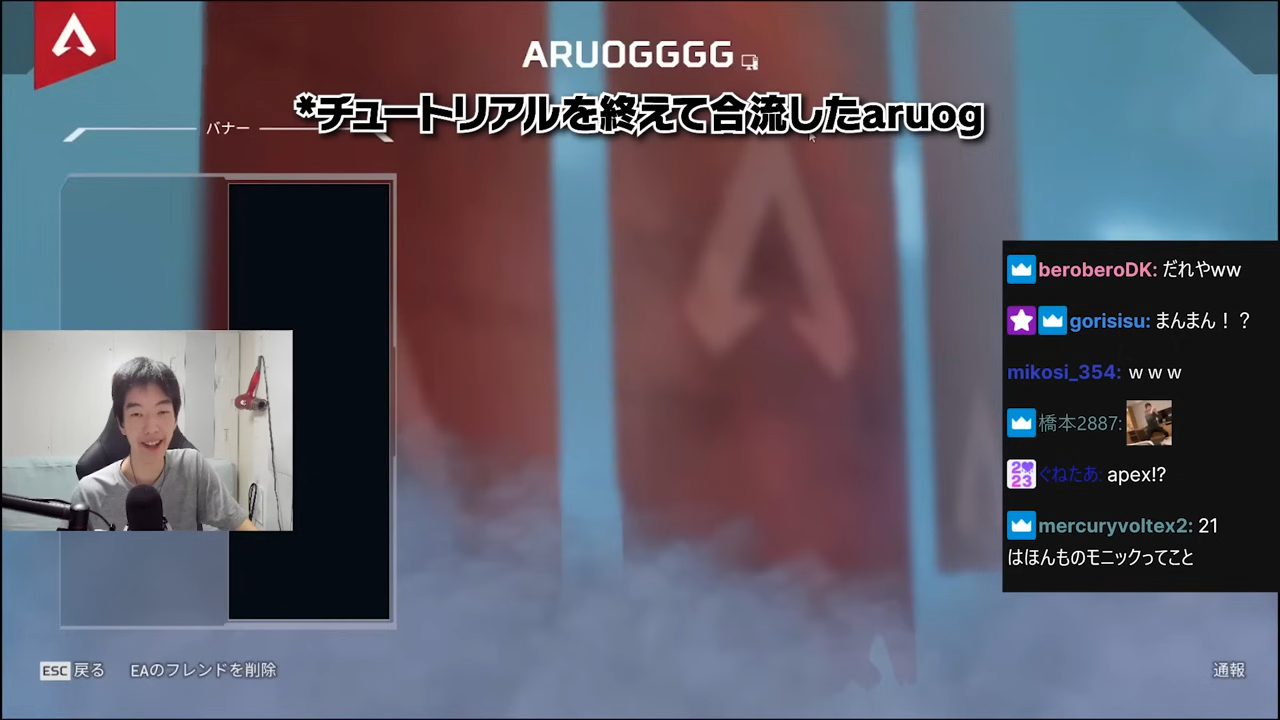 ARUOGGGG
*チュートリアルを終えて合流したaruog
バナー
beroberoDK: だれやww
gorisisu: まんまん！？
mikosi_354: w w w
橋本2887:
2023
ぐねたあ: apex!?
mercuryvoltex2: 21
はほんものモニックってこと
ESC 戻る EAのフレンドを削除
通報